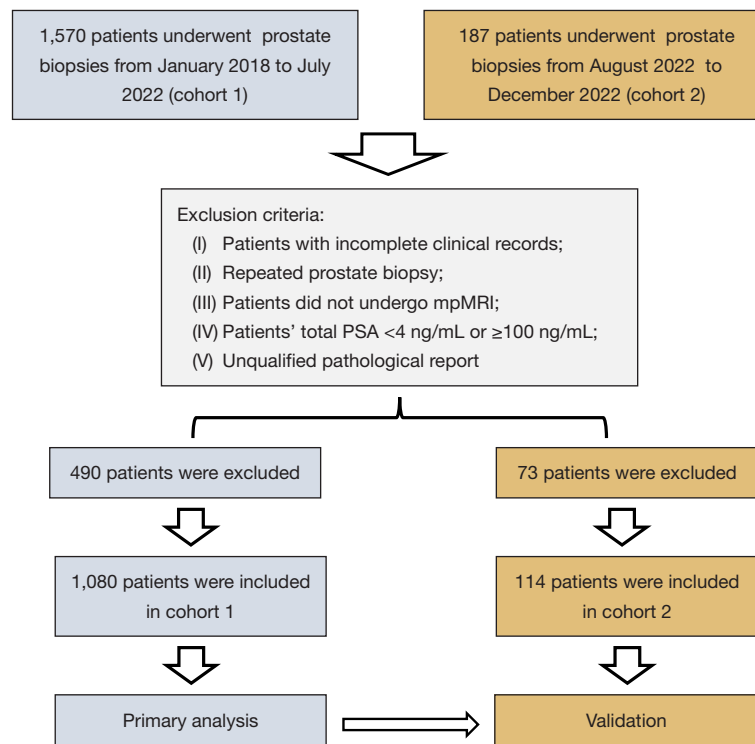 1,570 patients underwent prostate
biopsies from January 2018 to July
2022 (cohort 1)
187 patients underwent prostate
biopsies from August 2022 to
December 2022 (cohort 2)
Exclusion criteria:
(I) Patients with incomplete clinical records;
(II) Repeated prostate biopsy;
(III) Patients did not undergo mpMRI;
(IV) Patients’ total PSA <4 ng/mL or ≥100 ng/mL;
(V) Unqualified pathological report
490 patients were excluded
73 patients were excluded
1,080 patients were included
in cohort 1
114 patients were included
in cohort 2
Primary analysis
Validation